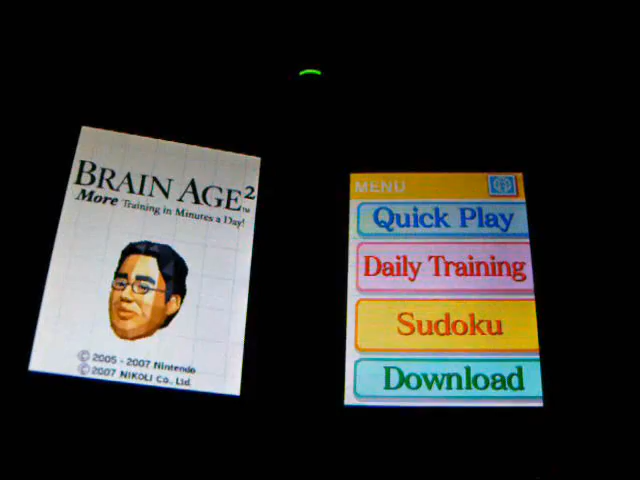 BRAIN AGE2
TM
More Training in Minutes a Day!
© 2005 - 2007 Nintendo
© 2007 NIKOLI Co., Ltd.
MENU
Quick Play
Daily Training
Sudoku
Download